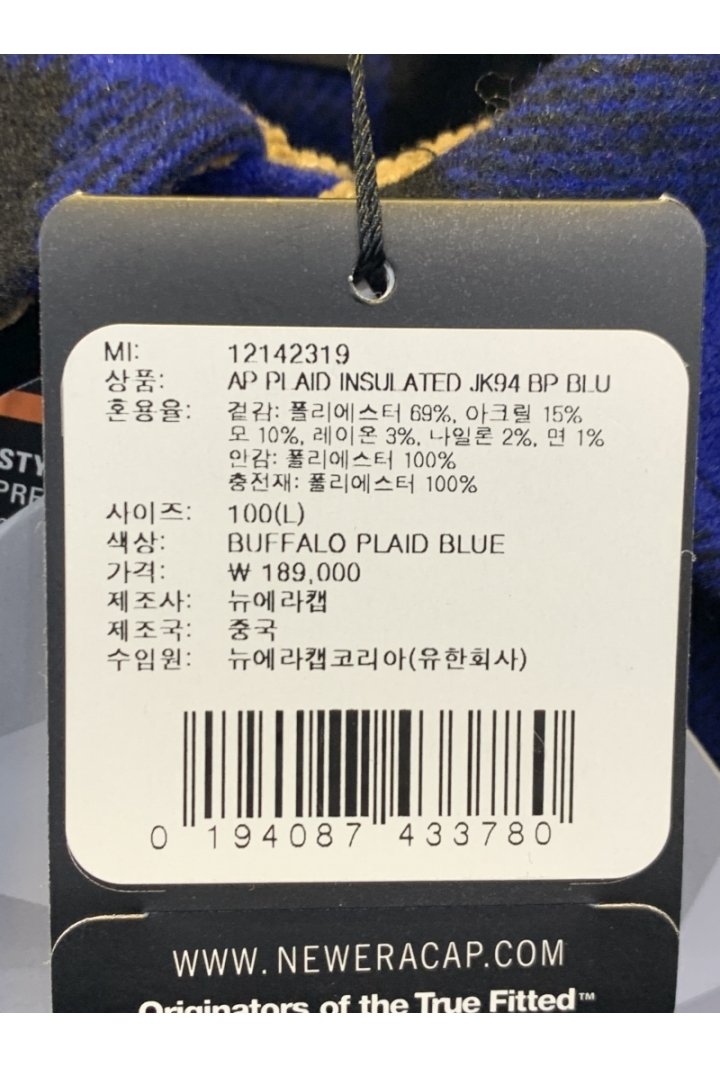 MI: 12142319
상품: AP PLAID INSULATED JK94 BP BLU
혼용율: 겉감: 폴리에스터 69%, 아크릴 15%
모 10%, 레이온 3%, 나일론 2%, 면 1%
안감: 폴리에스터 100%
충전재: 폴리에스터 100%
사이즈: 100(L)
색상: BUFFALO PLAID BLUE
가격: ₩ 189,000
제조사: 뉴에라캡
제조국: 중국
수입원: 뉴에라캡코리아(유한회사)
0 194087 433780
WWW.NEWERACAP.COM
Originators of the True Fitted™